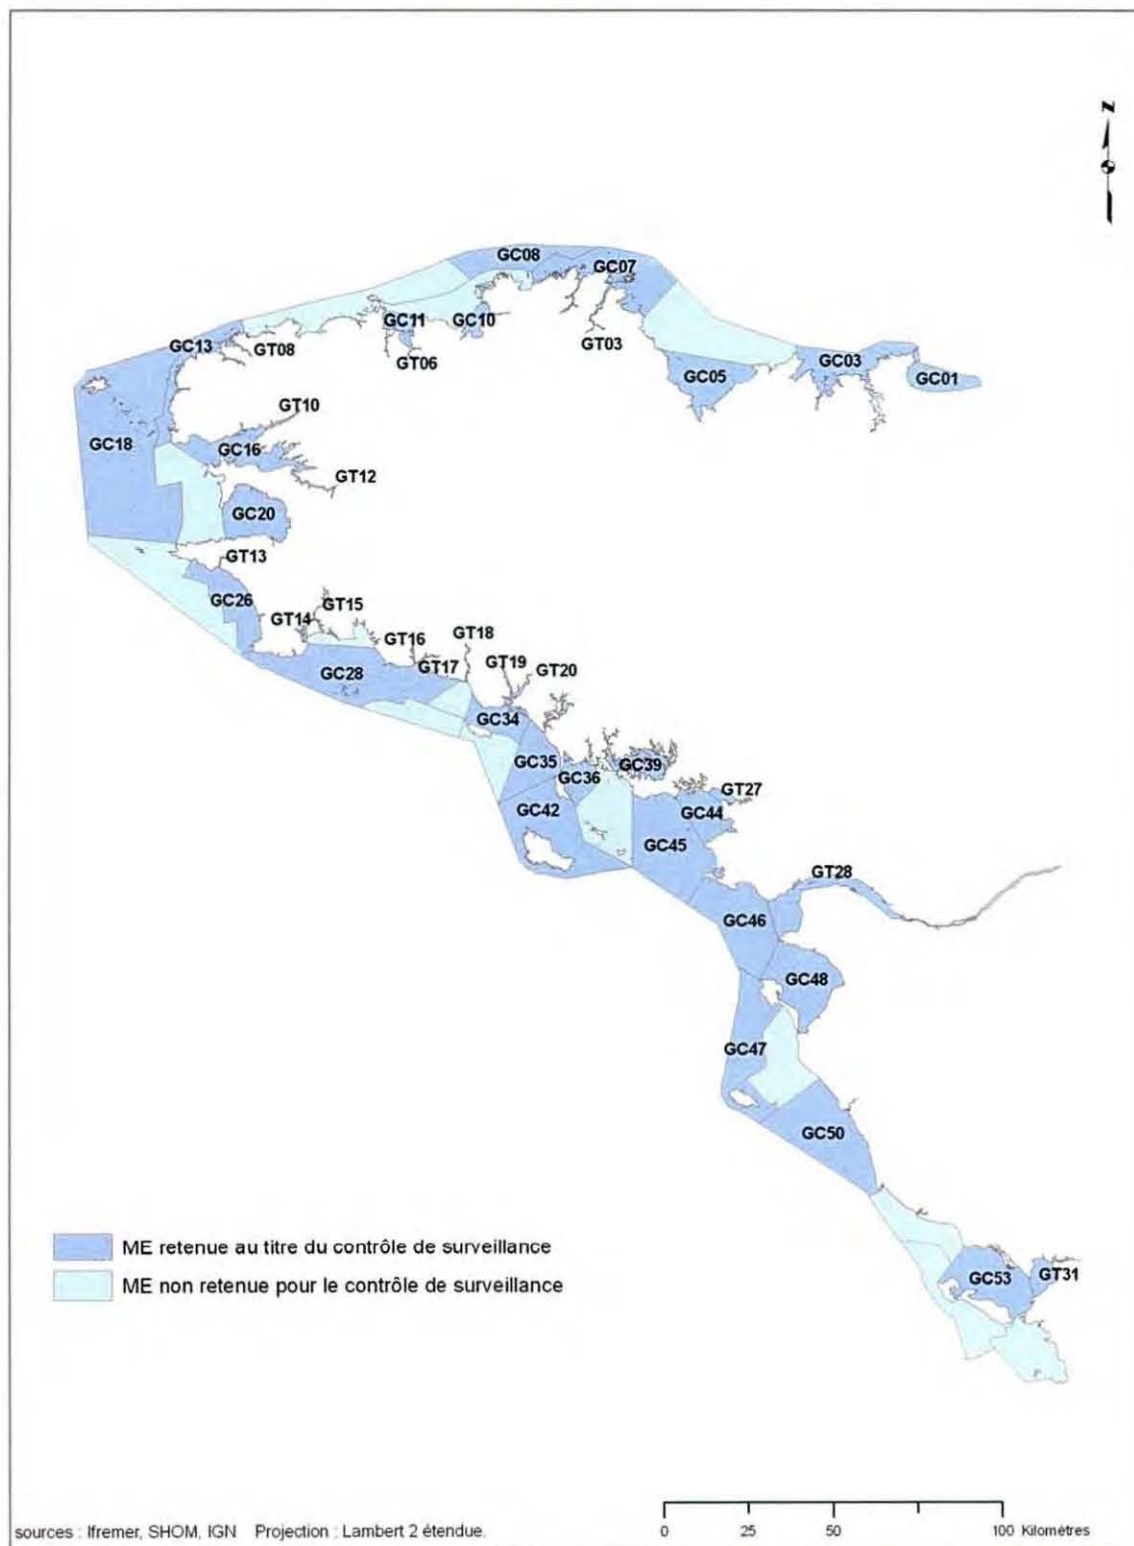 N
GC08
GC07
GC11
GC10
GC13
GT08
GT06
GT03
GC03
GC05
GC01
GT10
GC18
GC16
GT12
GC20
GT13
GC26
GT15
GT14
GT16
GT18
GT17
GT19
GT20
GC28
GC34
GC35
GC36
GC39
GC42
GT27
GC44
GC45
GT28
GC46
GC48
GC47
GC50
GC53
GT31
ME retenue au titre du contrôle de surveillance
ME non retenue pour le contrôle de surveillance
sources : Ifremer, SHOM, IGN Projection : Lambert 2 étendue.
0 25 50 100 Kilomètres